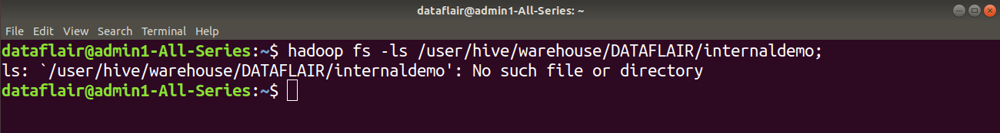 dataflair@admin1-All-Series: ~
File Edit View Search Terminal Help
dataflair@admin1-All-Series:~$ hadoop fs -ls /user/hive/warehouse/DATAFLAIR/internaldemo;
ls: `/user/hive/warehouse/DATAFLAIR/internaldemo': No such file or directory
dataflair@admin1-All-Series:~$